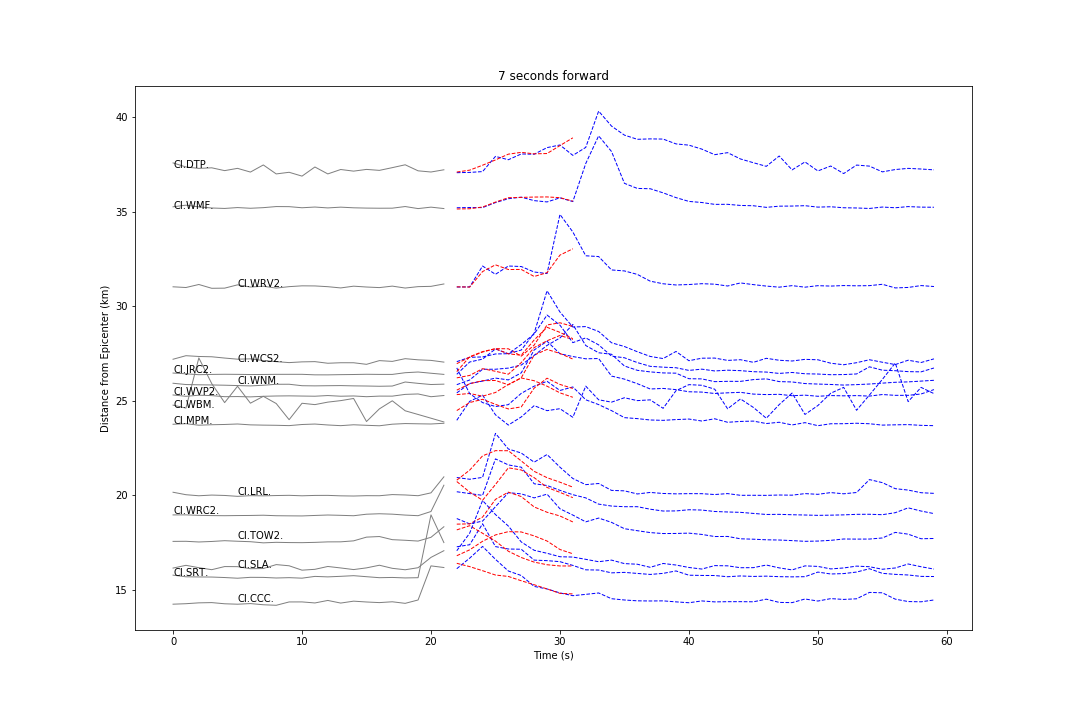 7 seconds forward
Distance from Epicenter (km)
40
35
30
25
20
15
CI.DTP.
CI.WMF.
CI.WRV2.
CI.WCS2.
CI.JRC2.
CI.WNM.
CI.WVP2.
CI.WBM.
CI.MPM.
CI.LRL.
CI.WRC2.
CI.TOW2.
CI.SLA.
CI.SRT.
CI.CCC.
0 10 20 30 40 50 60
Time (s)